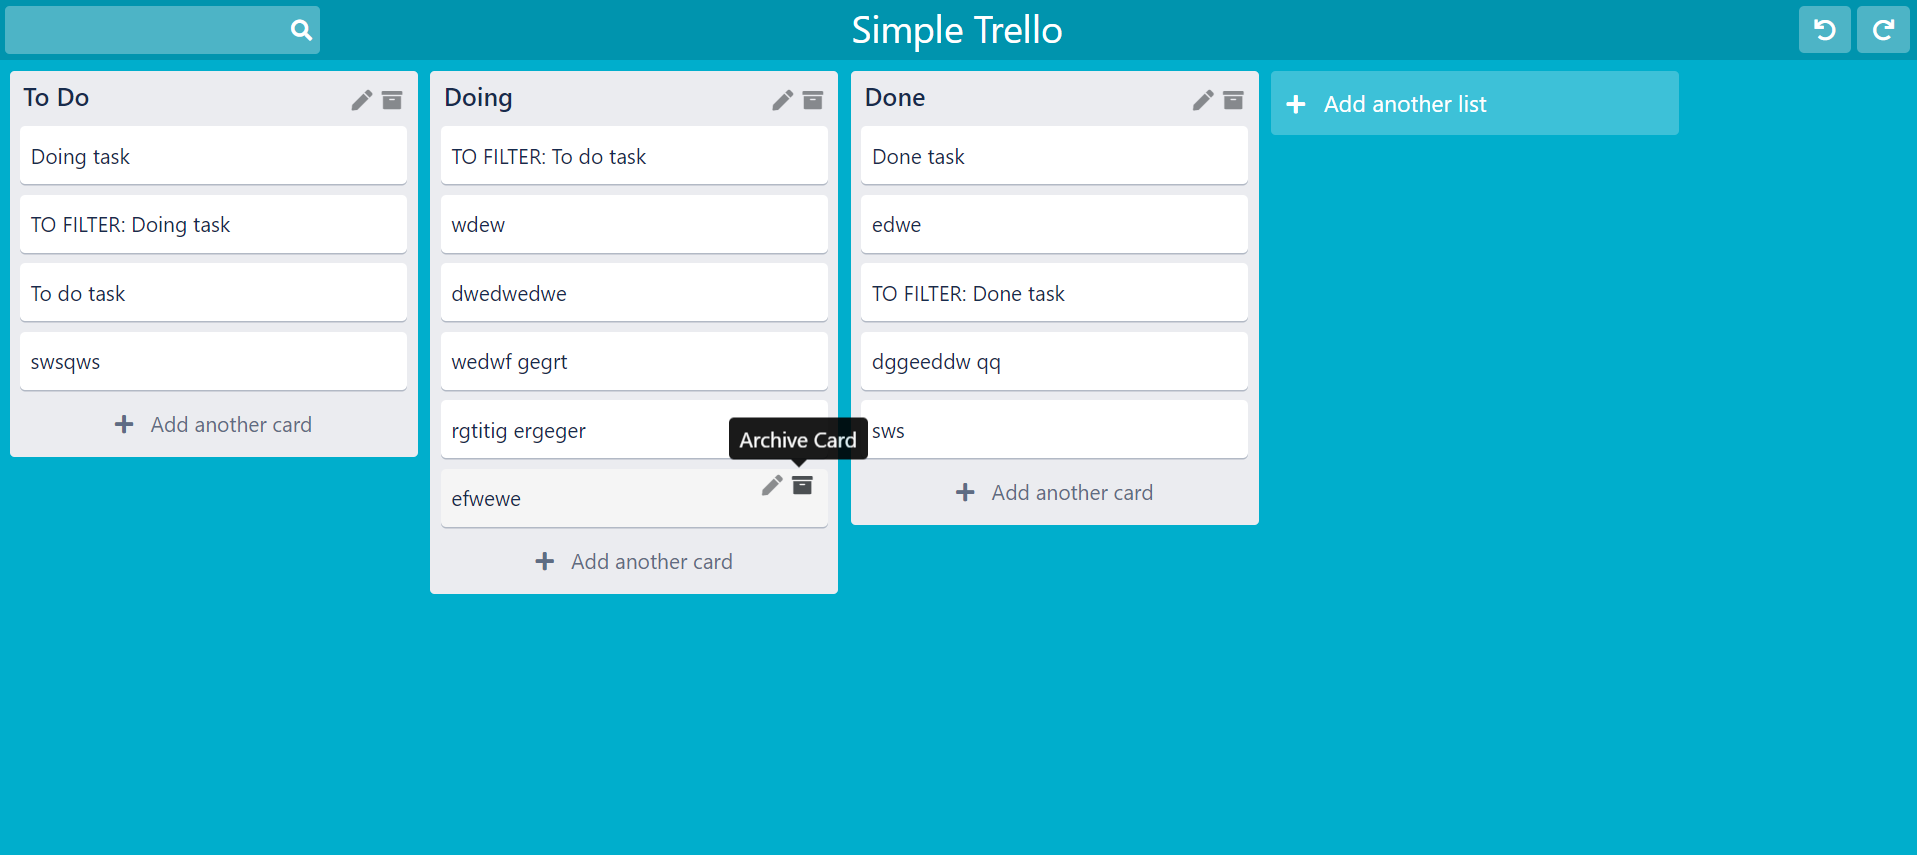 Simple Trello
To Do
Doing task
TO FILTER: Doing task
To do task
swsqws
Add another card
Doing
TO FILTER: To do task
wdew
dwedwedwe
wedwf gegrt
rgtitig ergeger
Archive Card
efwewe
Add another card
Done
Done task
edwe
TO FILTER: Done task
dggeeddw qq
sws
Add another card
Add another list